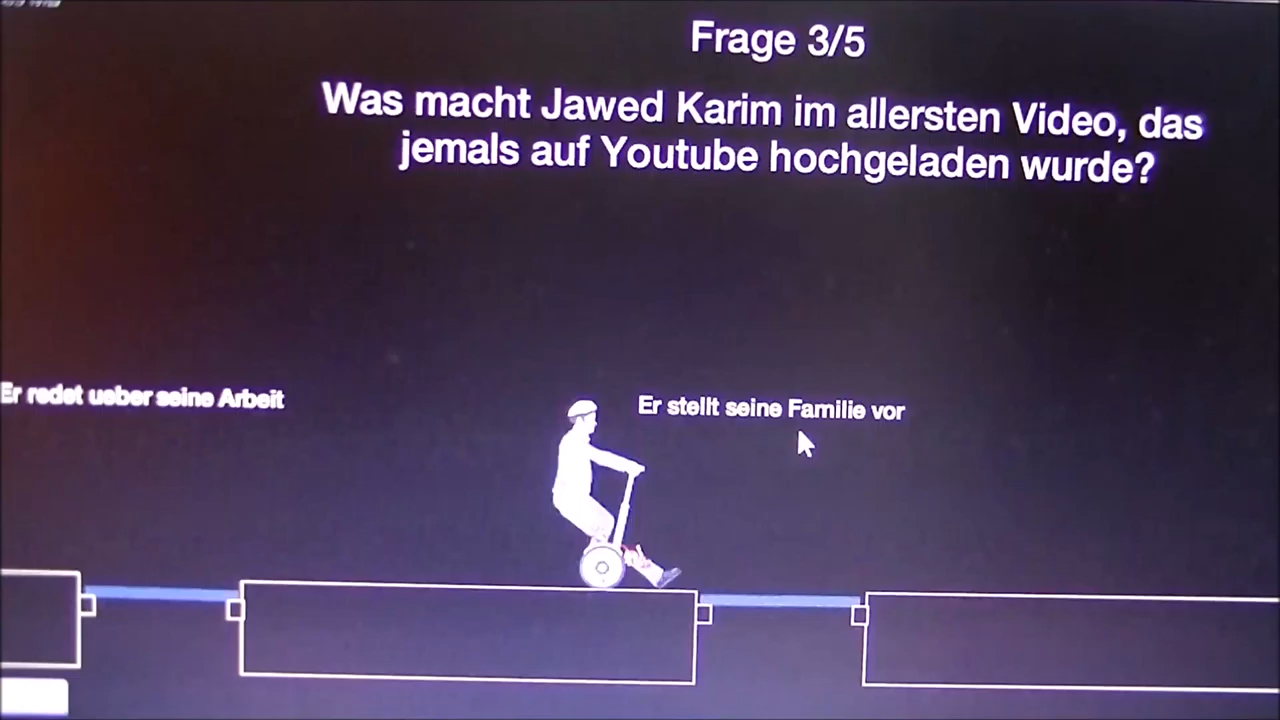 Frage 3/5
Was macht Jawed Karim im allersten Video, das
jemals auf Youtube hochgeladen wurde?
Er redet ueber seine Arbeit
Er stellt seine Familie vor